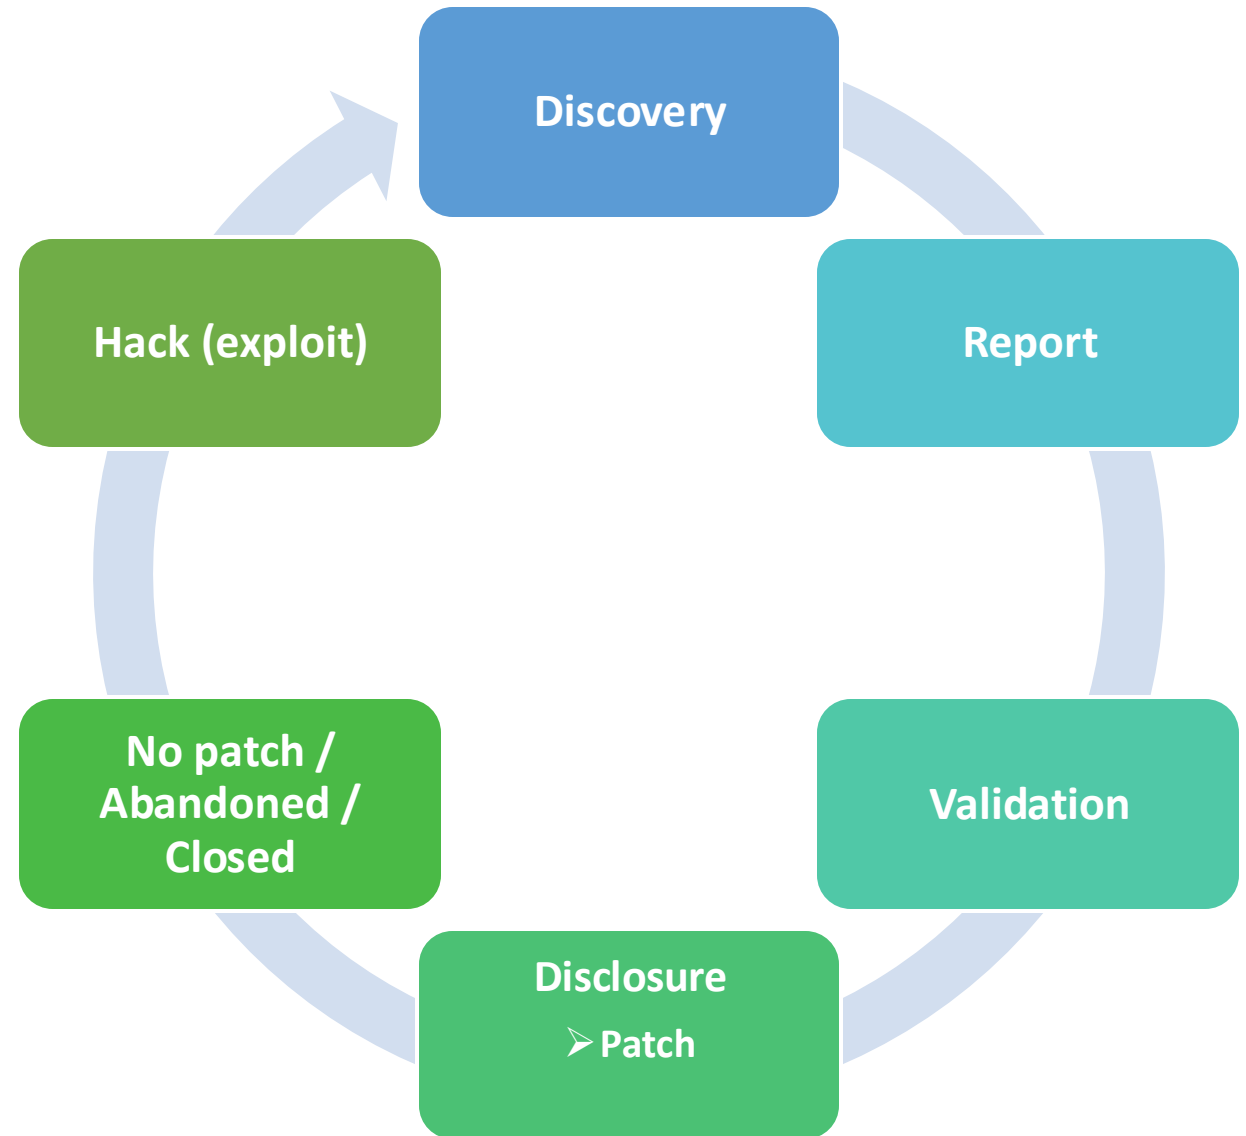 Discovery
Report
Validation
Disclosure
➢ Patch
No patch /
Abandoned /
Closed
Hack (exploit)